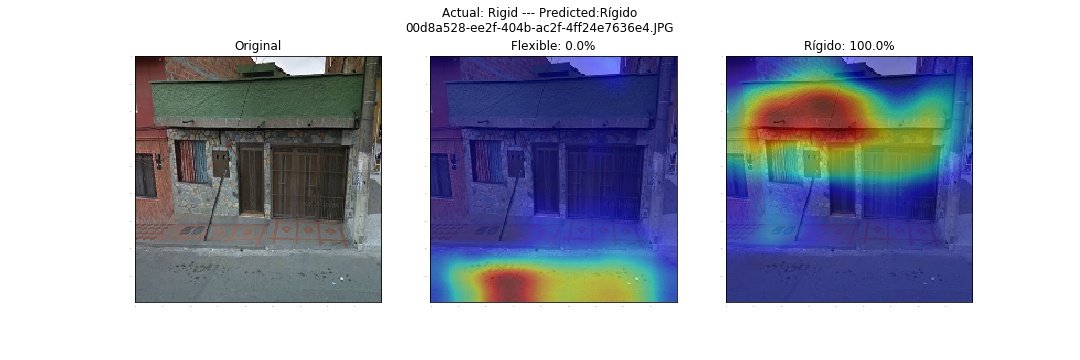 Actual: Rigid --- Predicted:Rígido
00d8a528-ee2f-404b-ac2f-4ff24e7636e4.JPG
Original
Flexible: 0.0%
Rígido: 100.0%